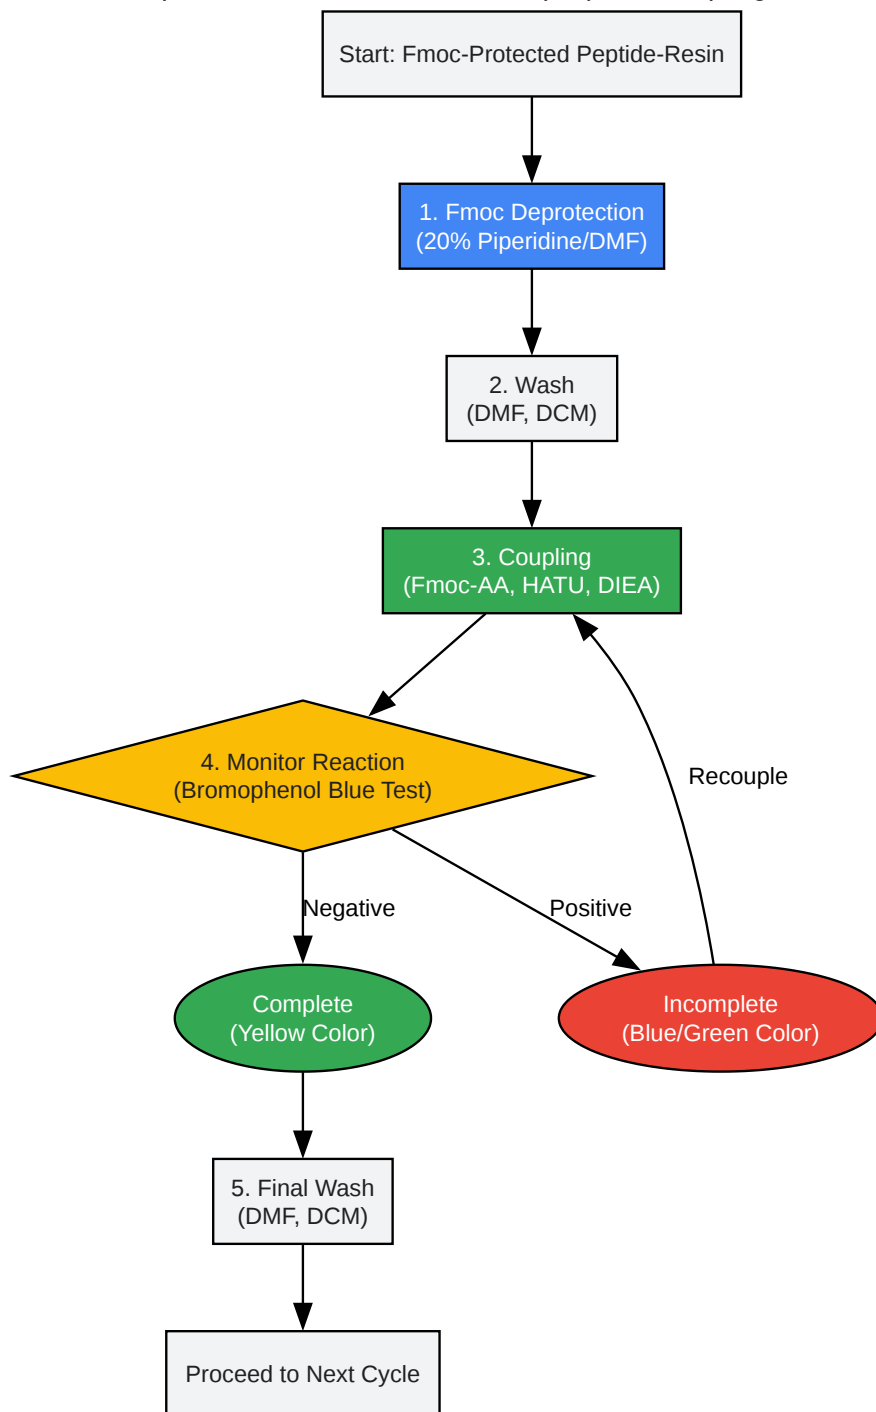 Start: Fmoc-Protected Peptide-Resin
1. Fmoc Deprotection
(20% Piperidine/DMF)
2. Wash
(DMF, DCM)
3. Coupling
(Fmoc-AA, HATU, DIEA)
4. Monitor Reaction
(Bromophenol Blue Test)
Recouple
Negative
Positive
Complete
(Yellow Color)
Incomplete
(Blue/Green Color)
5. Final Wash
(DMF, DCM)
Proceed to Next Cycle